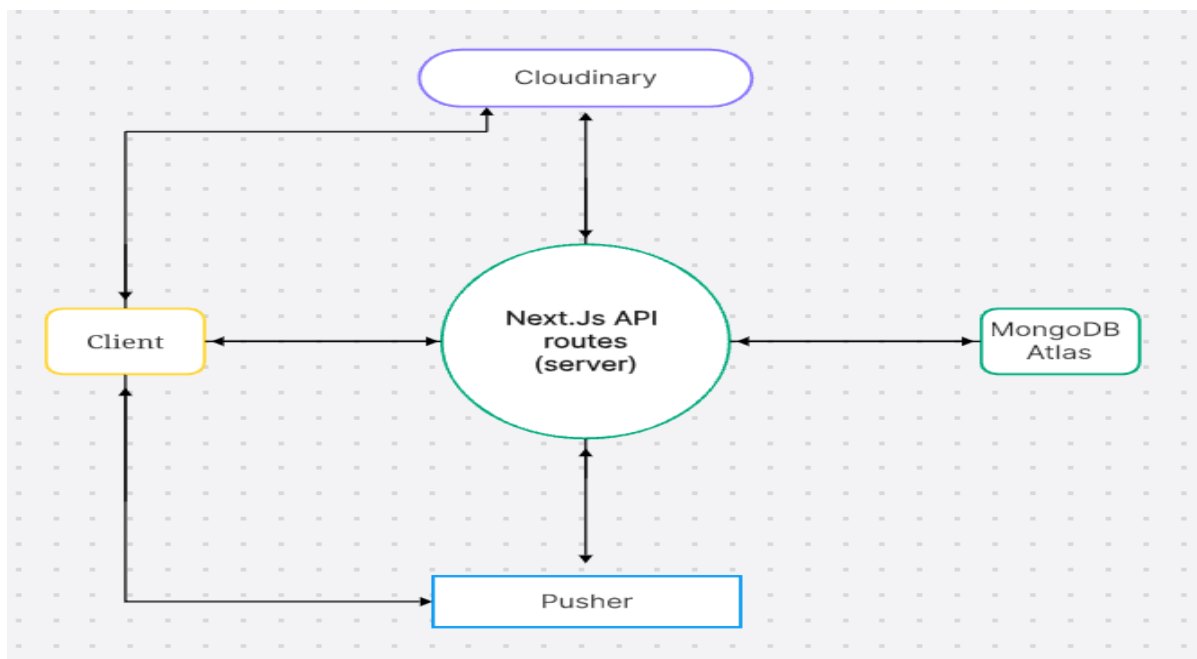 Cloudinary
Next.Js API
routes
(server)
Client
MongoDB
Atlas
Pusher